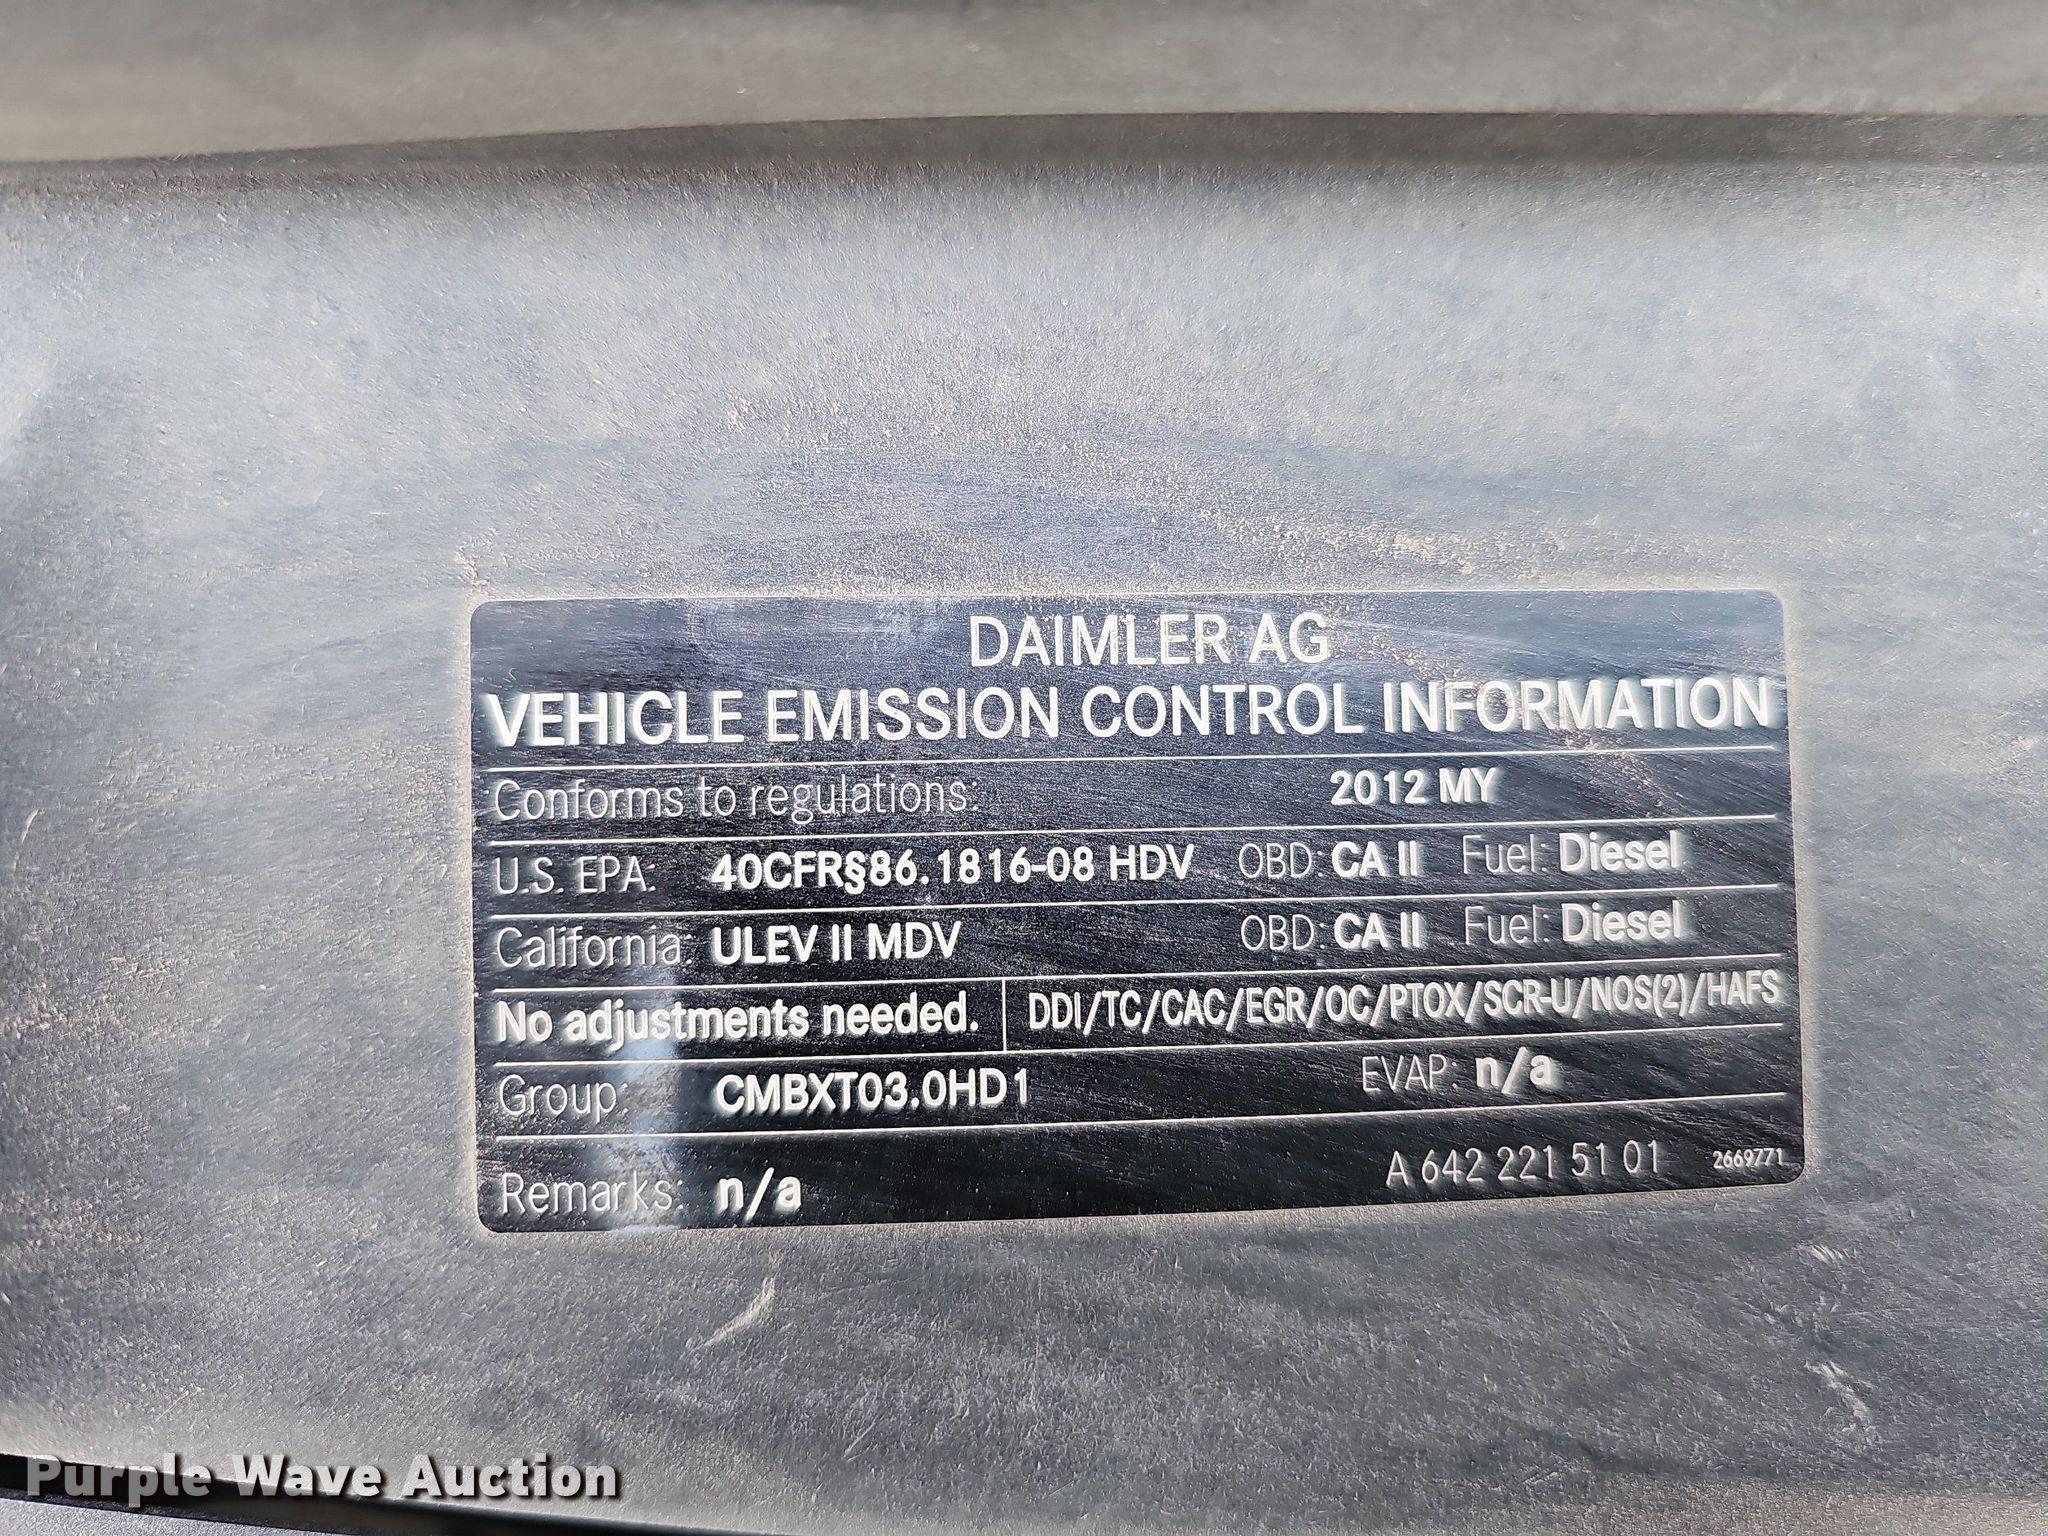 DAIMLER AG
VEHICLE EMISSION CONTROL INFORMATION
Conforms to regulations: 2012 MY
U.S. EPA: 40CFR§86.1816-08 HDV OBD: CA II Fuel: Diesel
California: ULEV II MDV OBD: CA II Fuel: Diesel
No adjustments needed. DDI/TC/CAC/EGR/OC/PTOX/SCR-U/NOS(2)/HAFS
Group: CMBXT03.0HD1 EVAP: n/a
Remarks: n/a A 642 221 51 01 2669771
Purple Wave Auction